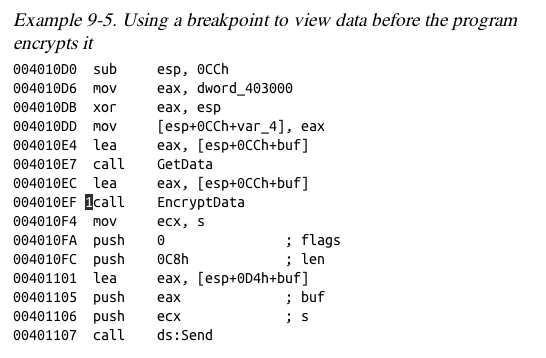 Example 9-5. Using a breakpoint to view data before the program
encrypts it
004010D0 sub esp, 0CCh
004010D6 mov eax, dword_403000
004010DB xor eax, esp
004010DD mov [esp+0CCh+var_4], eax
004010E4 lea eax, [esp+0CCh+buf]
004010E7 call GetData
004010EC lea eax, [esp+0CCh+buf]
004010EF 1call EncryptData
004010F4 mov ecx, s
004010FA push 0 ; flags
004010FC push 0C8h ; len
00401101 lea eax, [esp+0D4h+buf]
00401105 push eax ; buf
00401106 push ecx ; s
00401107 call ds:Send